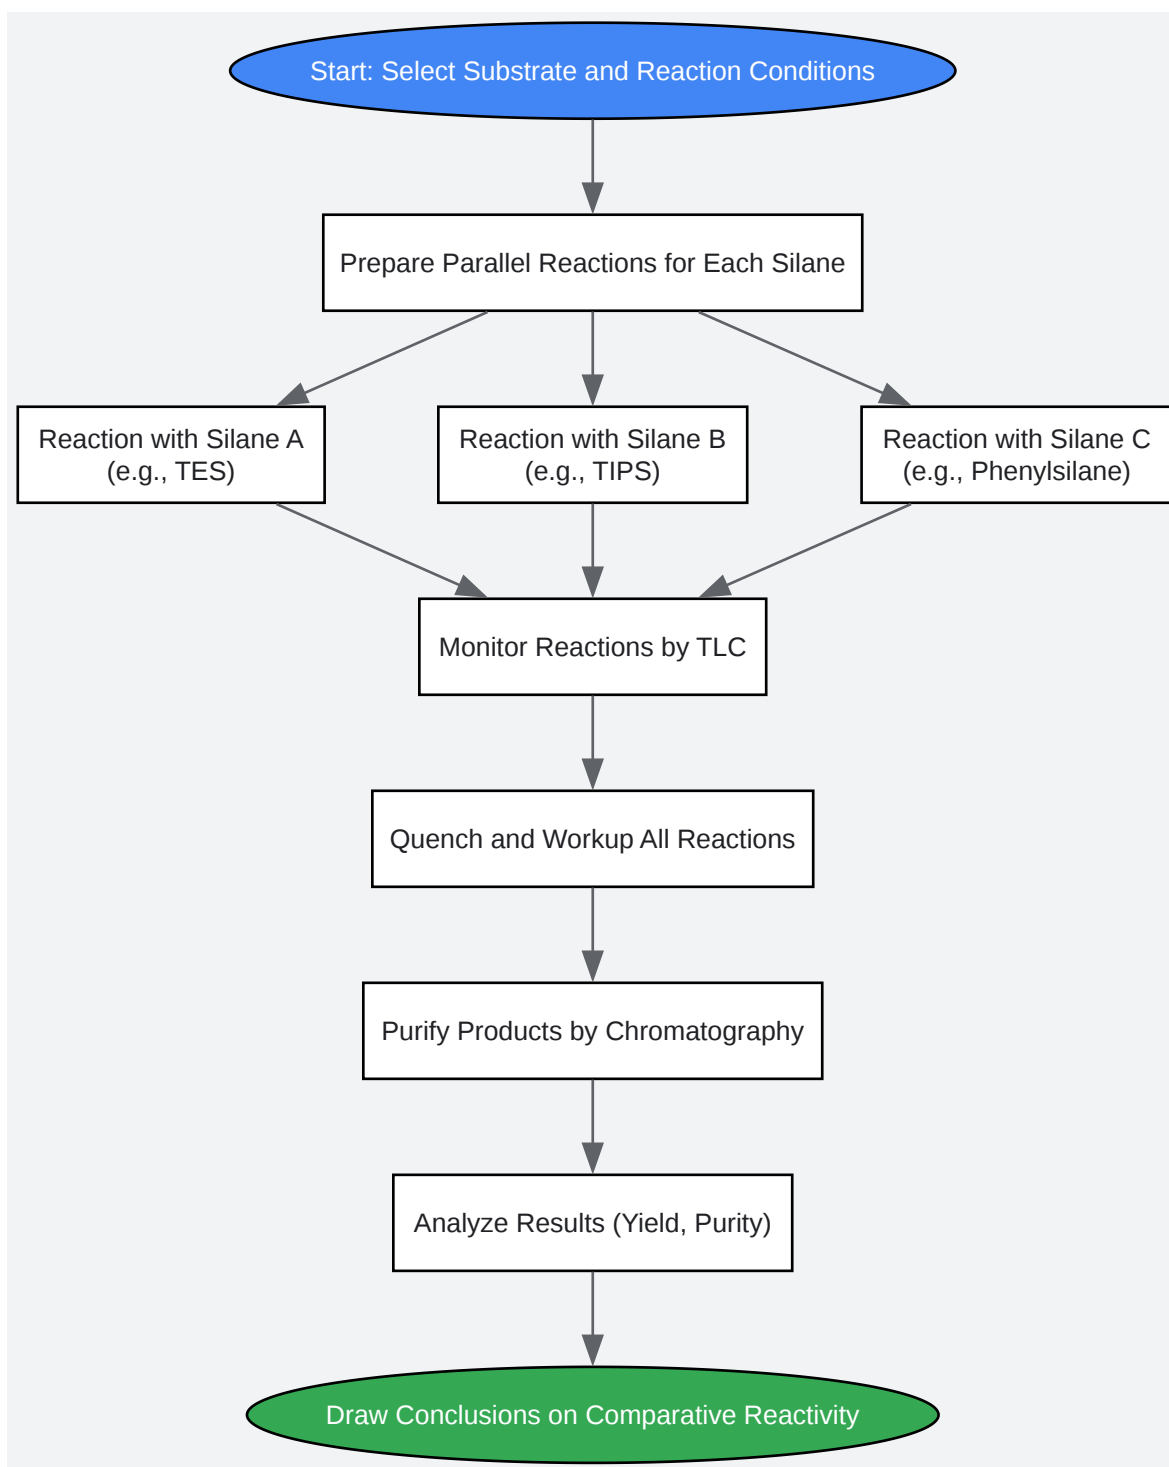 Start: Select Substrate and Reaction Conditions
Prepare Parallel Reactions for Each Silane
Reaction with Silane A
(e.g., TES)
Reaction with Silane B
(e.g., TIPS)
Reaction with Silane C
(e.g., Phenylsilane)
Monitor Reactions by TLC
Quench and Workup All Reactions
Purify Products by Chromatography
Analyze Results (Yield, Purity)
Draw Conclusions on Comparative Reactivity